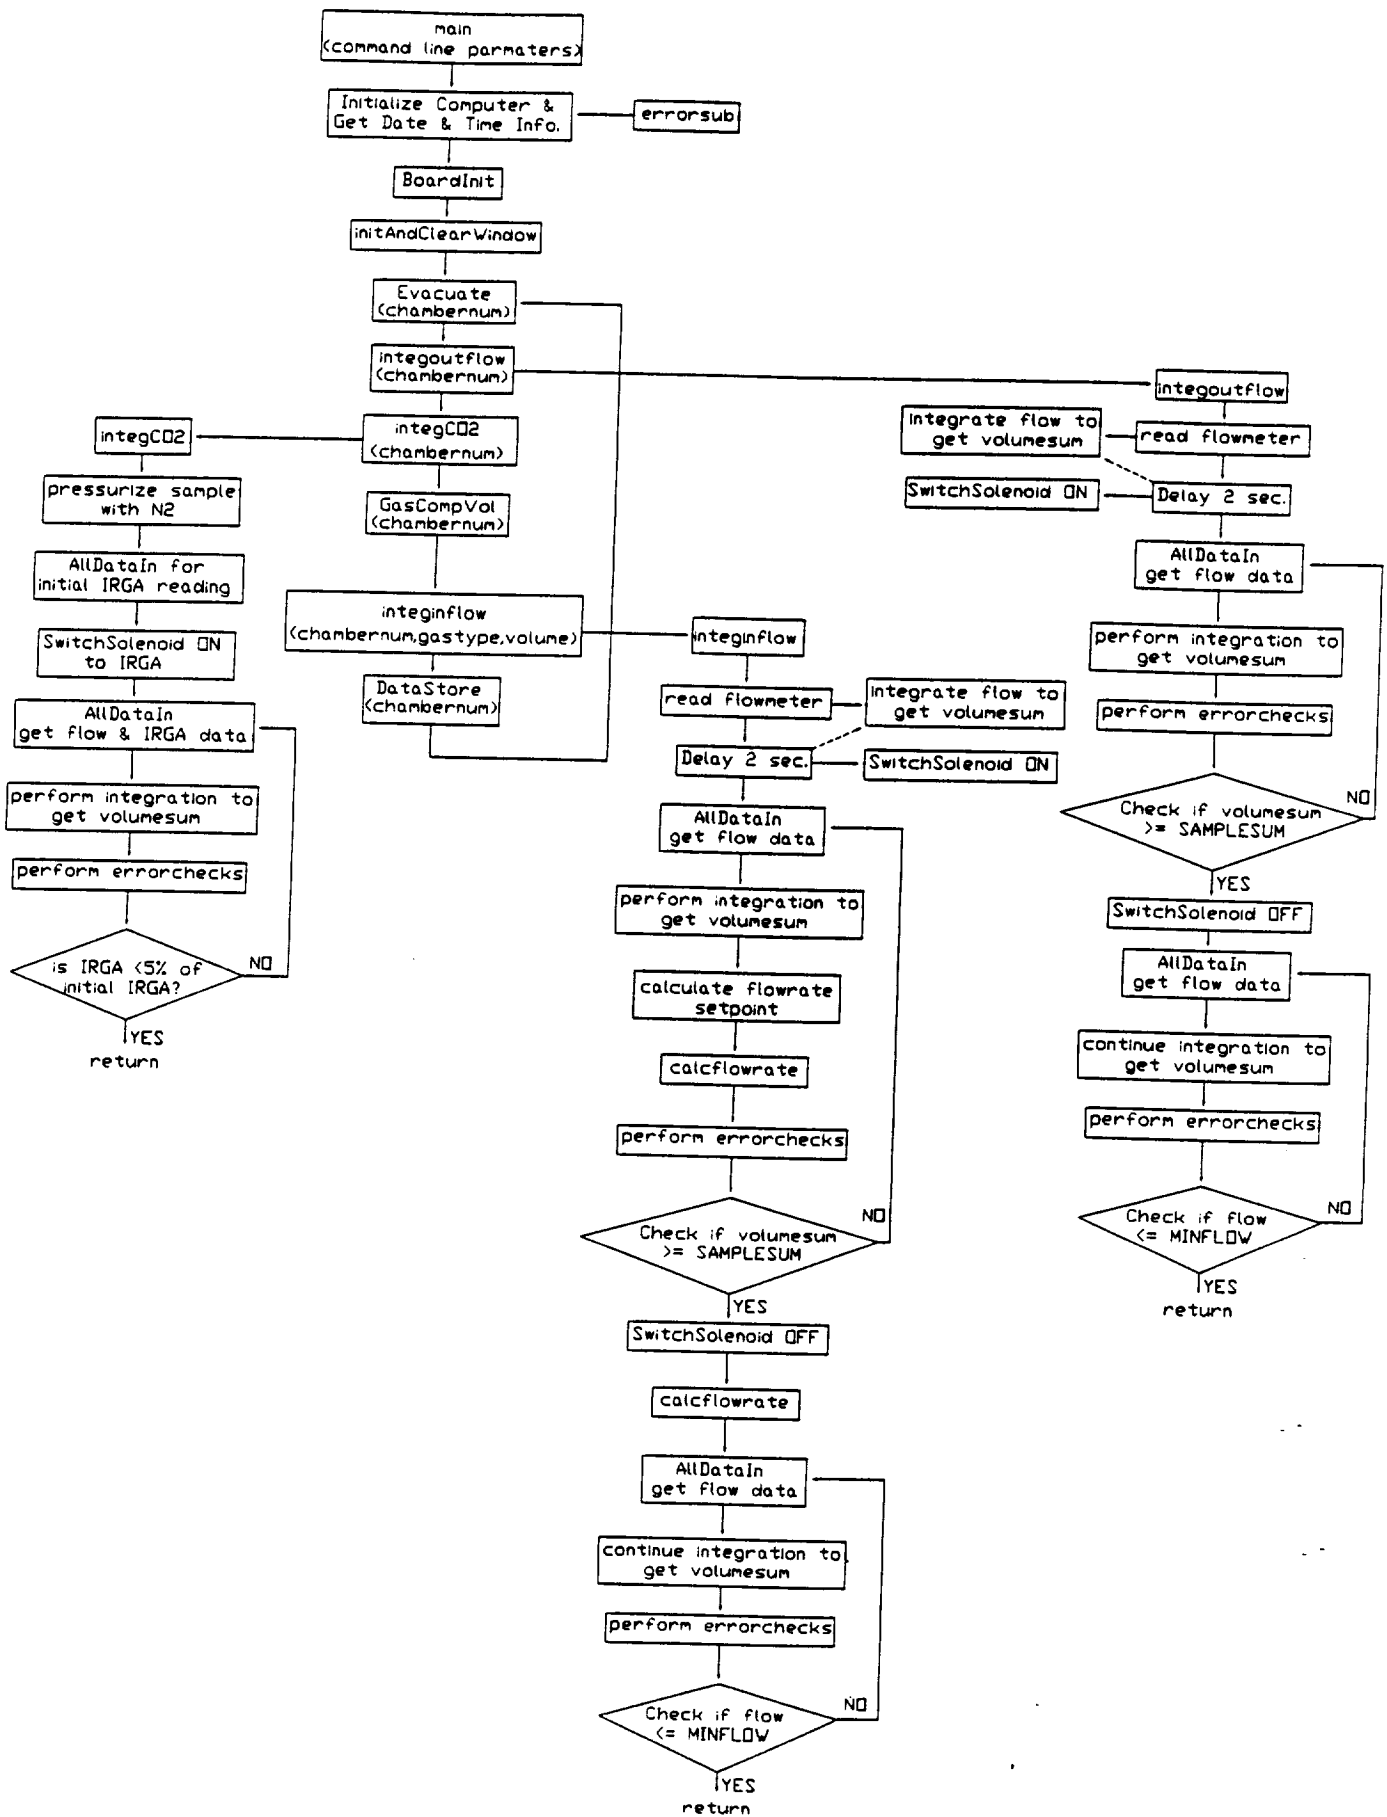 main
(command line parmaters)
Initialize Computer &
Get Date & Time Info.
errorsub
BoardInit
initAndClearWindow
Evacuate
(chambernum)
integoutflow
(chambernum)
integCO2
(chambernum)
GasCompVol
(chambernum)
integinflow
(chambernum,gastype,volume)
DataStore
(chambernum)
integCO2
pressurize sample
with N2
AllDataIn for
initial IRGA reading
SwitchSolenoid ON
to IRGA
AllDataIn
get flow & IRGA data
perform integration to
get volumesum
perform errorchecks
is IRGA <5% of
initial IRGA?
NO
YES
return
integinflow
read flowmeter
integrate flow to
get volumesum
Delay 2 sec.
SwitchSolenoid ON
AllDataIn
get flow data
perform integration to
get volumesum
calculate flowrate
setpoint
calcflowrate
perform errorchecks
Check if volumesum
>= SAMPLESUM
NO
YES
SwitchSolenoid OFF
calcflowrate
AllDataIn
get flow data
continue integration to
get volumesum
perform errorchecks
Check if flow
<= MINFLOW
NO
YES
return
integoutflow
integrate flow to
get volumesum
read flowmeter
SwitchSolenoid ON
Delay 2 sec.
AllDataIn
get flow data
perform integration to
get volumesum
perform errorchecks
Check if volumesum
>= SAMPLESUM
NO
YES
SwitchSolenoid OFF
AllDataIn
get flow data
continue integration to
get volumesum
perform errorchecks
Check if flow
<= MINFLOW
NO
YES
return